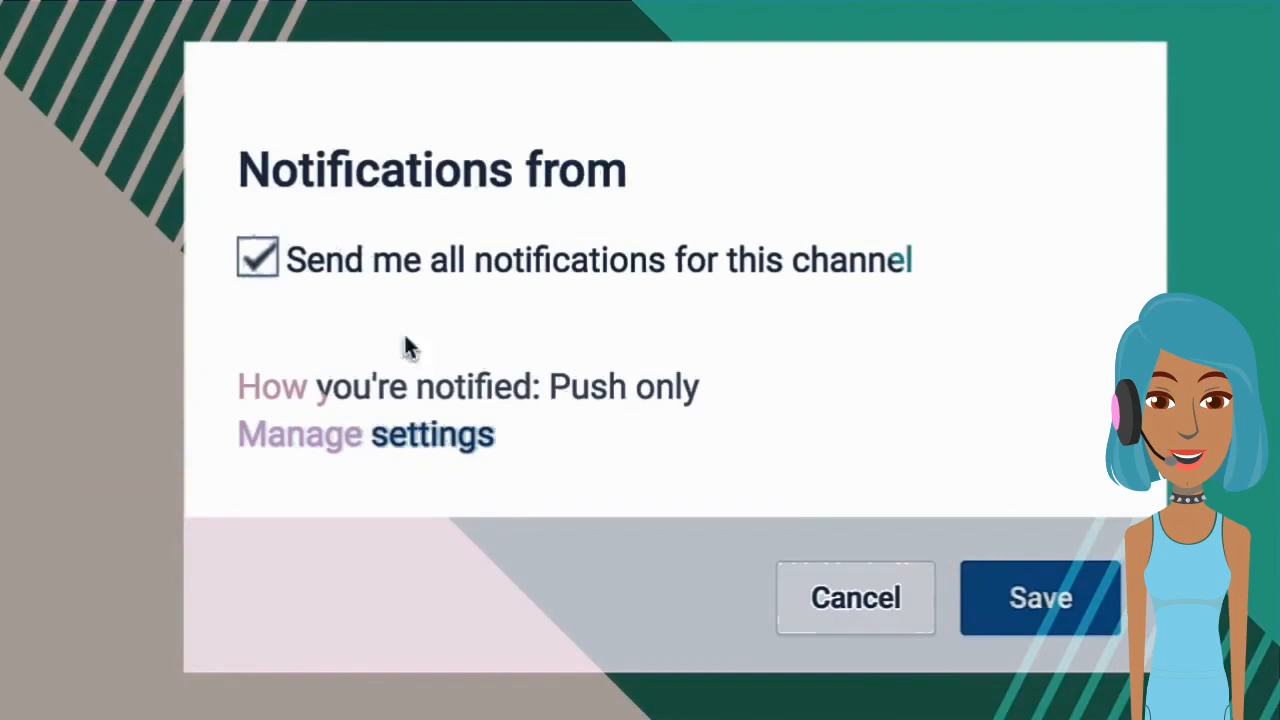 Notifications from
Send me all notifications for this channel
How you're notified: Push only
Manage settings
Cancel
Save